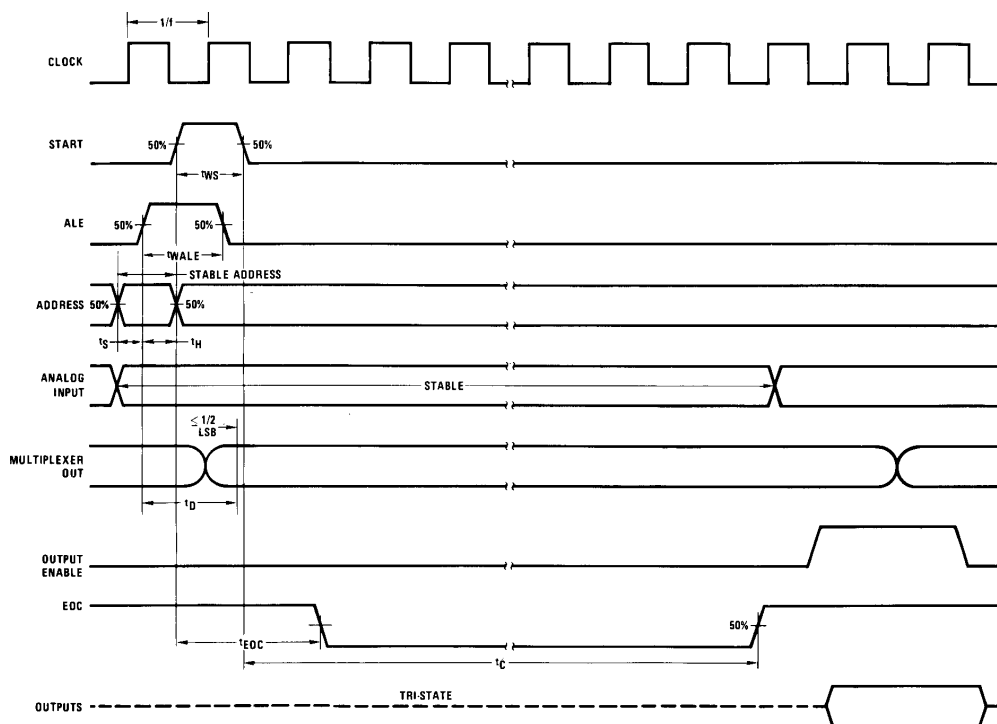 1/f
CLOCK
START
50%
50%
tWS
ALE
50%
50%
tWALE
STABLE ADDRESS
ADDRESS
50%
50%
tS
tH
ANALOG
INPUT
STABLE
≤ 1/2
LSB
MULTIPLEXER
OUT
tD
OUTPUT
ENABLE
EOC
50%
tEOC
tC
TRI-STATE
OUTPUTS